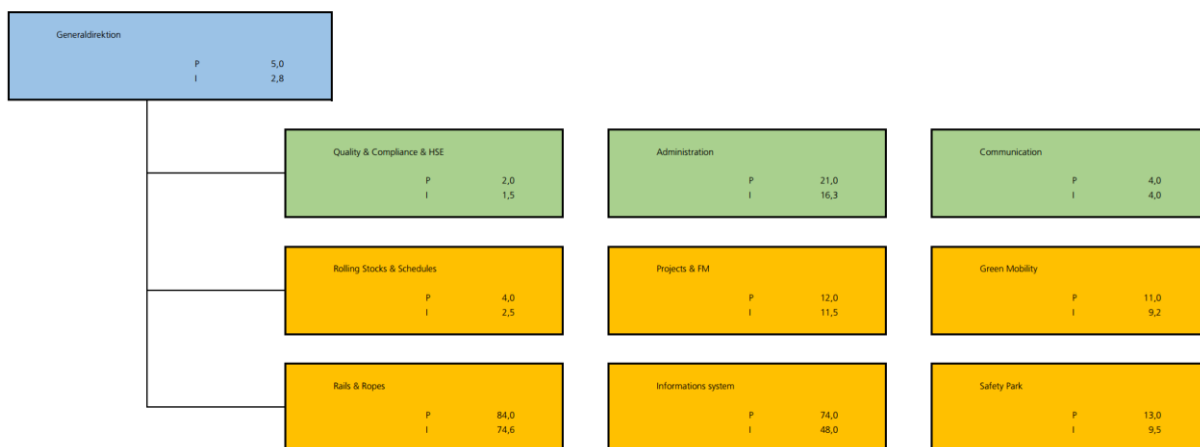 Generaldirektion
P 5,0
I 2,8
Quality & Compliance & HSE
P 2,0
I 1,5
Administration
P 21,0
I 16,3
Communication
P 4,0
I 4,0
Rolling Stocks & Schedules
P 4,0
I 2,5
Projects & FM
P 12,0
I 11,5
Green Mobility
P 11,0
I 9,2
Rails & Ropes
P 84,0
I 74,6
Informations system
P 74,0
I 48,0
Safety Park
P 13,0
I 9,5